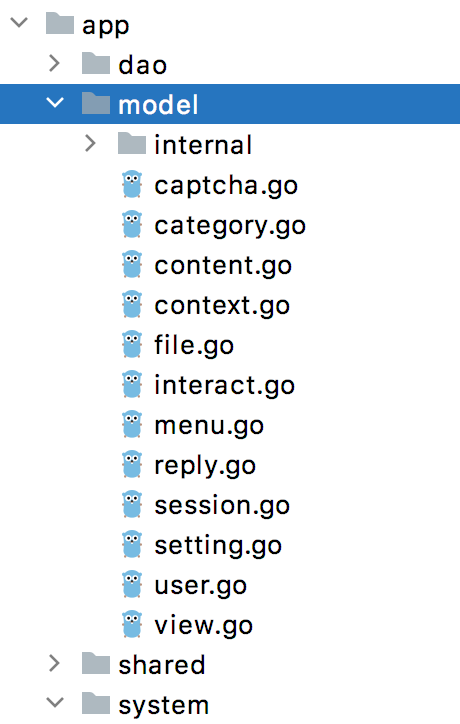 app
dao
model
internal
captcha.go
category.go
content.go
context.go
file.go
interact.go
menu.go
reply.go
session.go
setting.go
user.go
view.go
shared
system